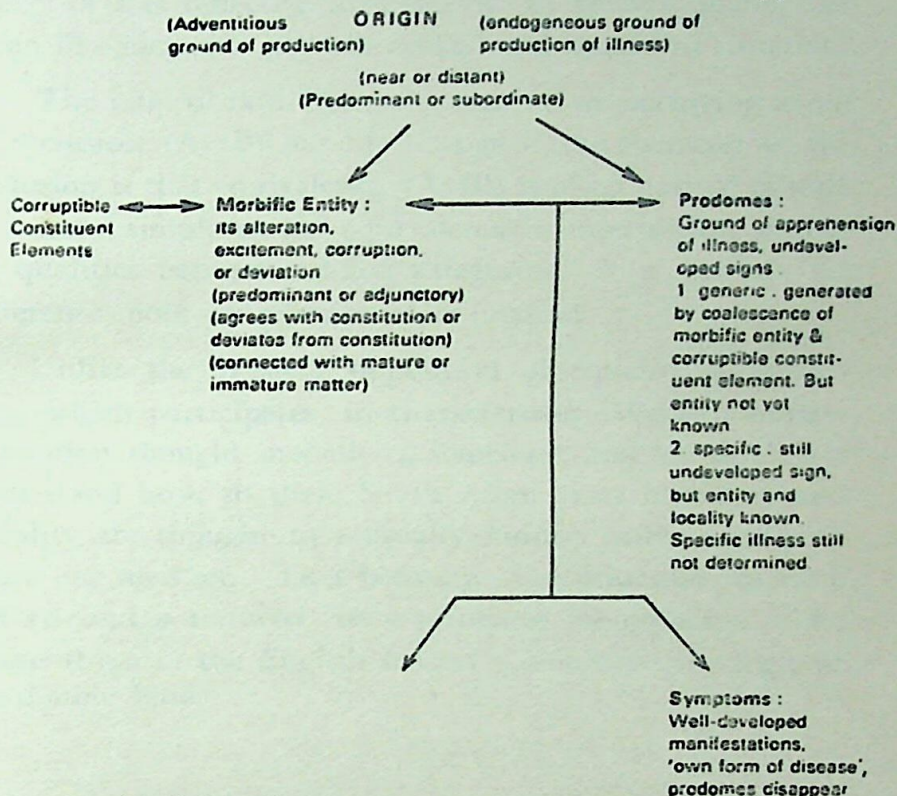 ORIGIN
(Adventitious
ground of production)
(endogeneous ground of
production of illness)
(near or distant)
(Predominant or subordinate)
Corruptible
Constituent
Elements
Morbific Entity :
its alteration,
excitement, corruption,
or deviation
(predominant or adjunctory)
(agrees with constitution or
deviates from constitution)
(connected with mature or
immature matter)
Prodomes :
Ground of apprehension
of illness, undevel-
oped signs
1 generic . generated
by coalescence of
morbific entity &
corruptible constit-
uent element. But
entity not yet
known
2 specific . still
undeveloped sign,
but entity and
locality known.
Specific illness still
not determined
Symptoms :
Well-developed
manifestations,
'own form of disease',
prodomes disappear